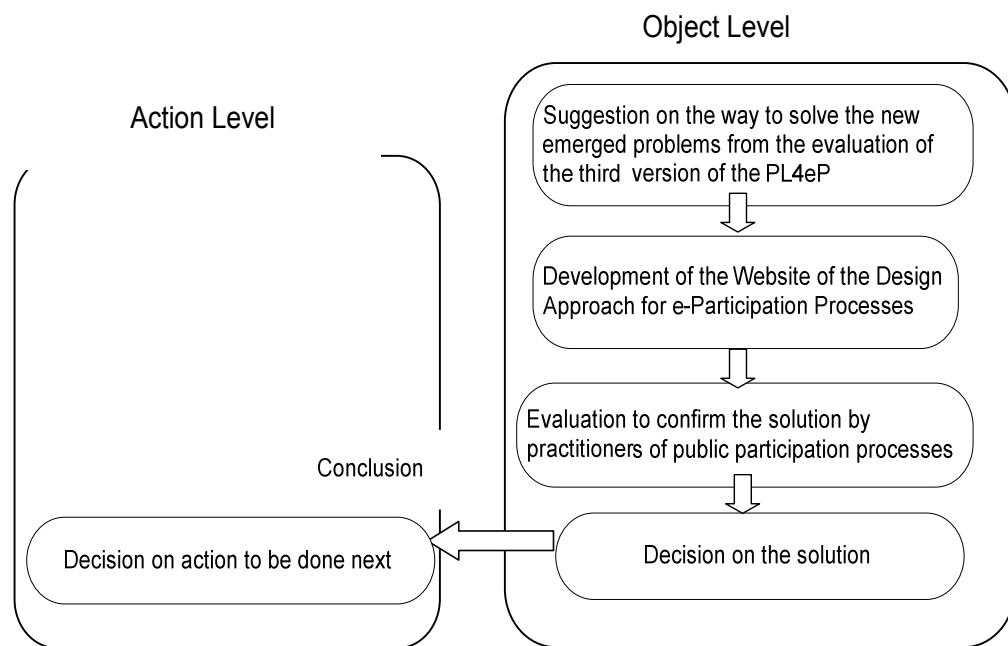 Object Level
Action Level
Suggestion on the way to solve the new
emerged problems from the evaluation of
the third version of the PL4eP
Development of the Website of the Design
Approach for e-Participation Processes
Evaluation to confirm the solution by
practitioners of public participation processes
Conclusion
Decision on action to be done next
Decision on the solution